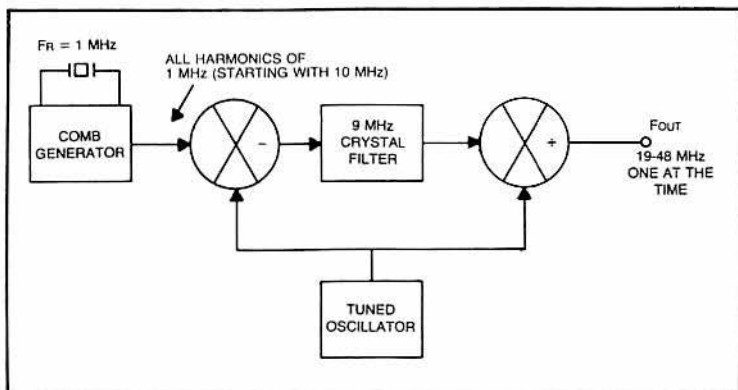 FR = 1 MHz
ALL HARMONICS OF
1 MHz (STARTING WITH 10 MHz)
COMB
GENERATOR
−
9 MHz
CRYSTAL
FILTER
+
FOUT
19-48 MHz
ONE AT THE
TIME
TUNED
OSCILLATOR